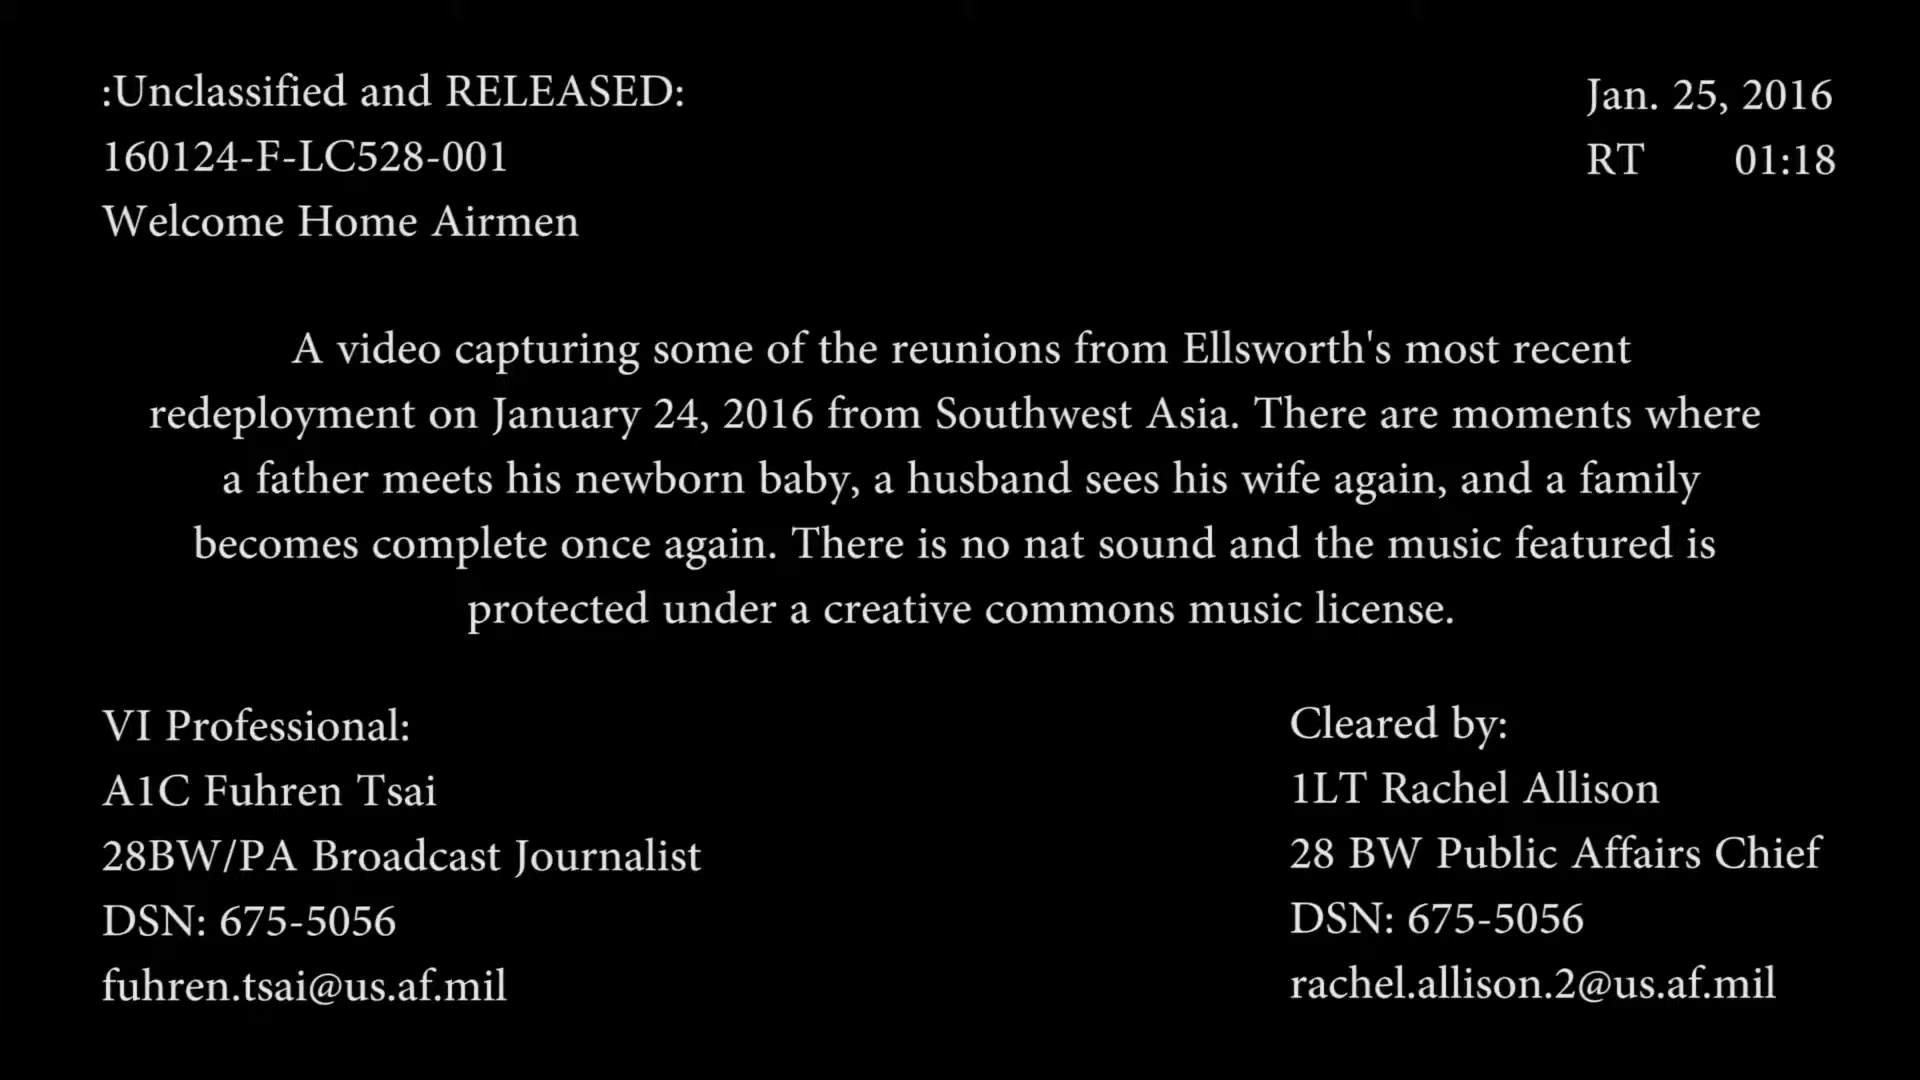 :Unclassified and RELEASED:
160124-F-LC528-001
Welcome Home Airmen
Jan. 25, 2016
RT 01:18
A video capturing some of the reunions from Ellsworth's most recent
redeployment on January 24, 2016 from Southwest Asia. There are moments where
a father meets his newborn baby, a husband sees his wife again, and a family
becomes complete once again. There is no nat sound and the music featured is
protected under a creative commons music license.
VI Professional:
A1C Fuhren Tsai
28BW/PA Broadcast Journalist
DSN: 675-5056
fuhren.tsai@us.af.mil
Cleared by:
1LT Rachel Allison
28 BW Public Affairs Chief
DSN: 675-5056
rachel.allison.2@us.af.mil